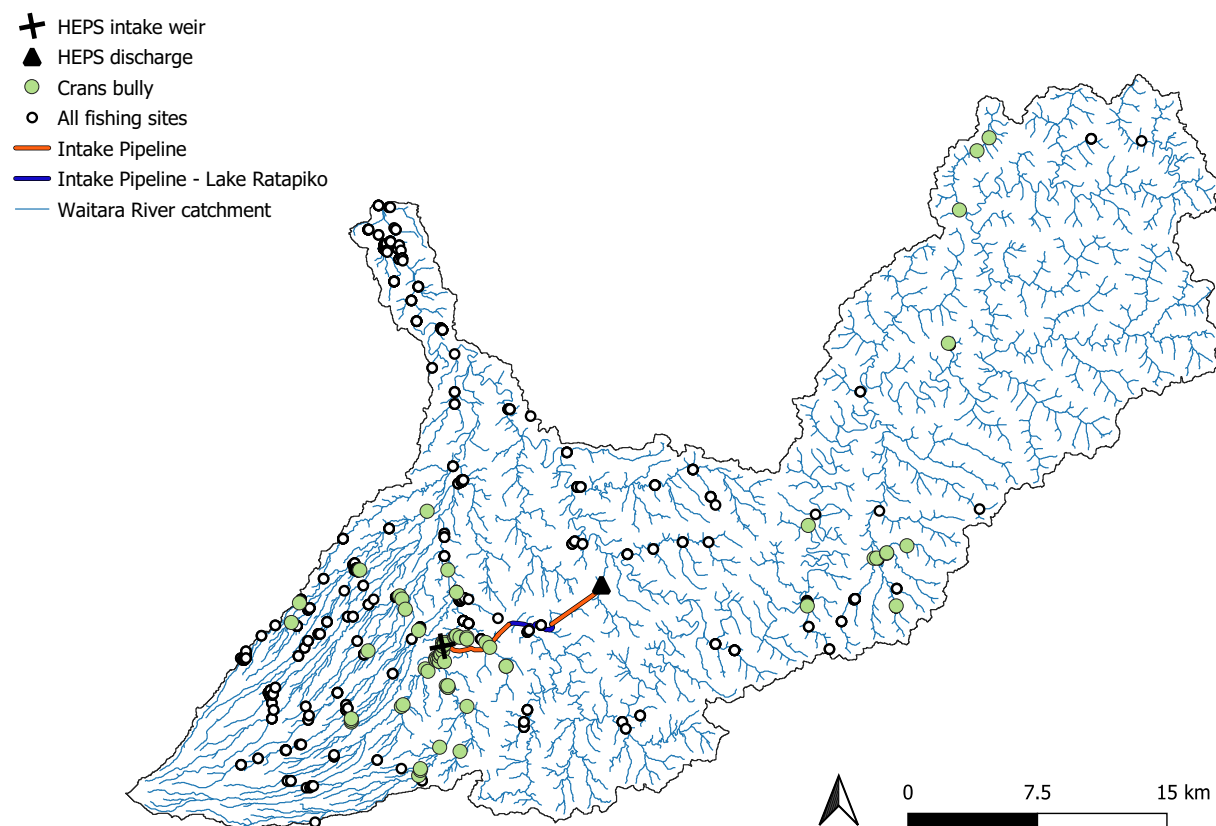 HEPS intake weir
HEPS discharge
Crans bully
All fishing sites
Intake Pipeline
Intake Pipeline - Lake Ratapiko
Waitara River catchment
0 7.5 15 km